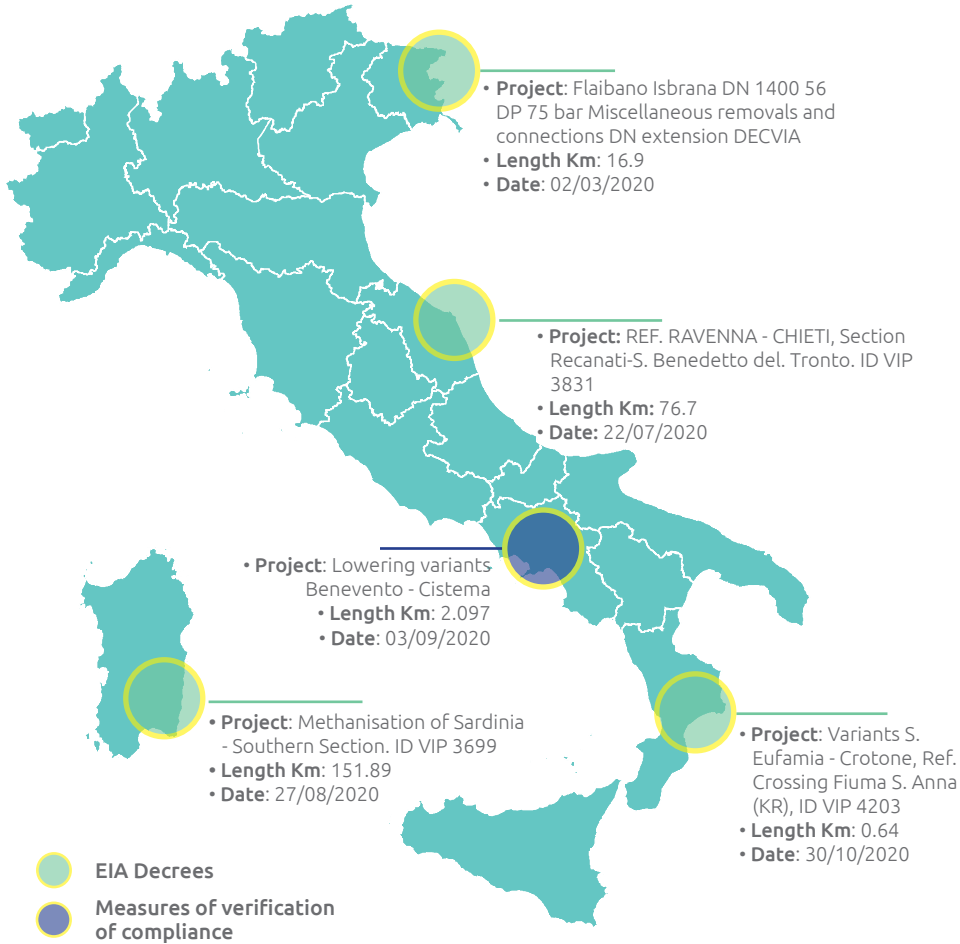 • Project: Flaibano Isbrana DN 1400 56
DP 75 bar Miscellaneous removals and
connections DN extension DECVIA
• Length Km: 16.9
• Date: 02/03/2020
• Project: REF. RAVENNA - CHIETI, Section
Recanati-S. Benedetto del. Tronto. ID VIP
3831
• Length Km: 76.7
• Date: 22/07/2020
• Project: Lowering variants
Benevento - Cistema
• Length Km: 2.097
• Date: 03/09/2020
• Project: Methanisation of Sardinia
- Southern Section. ID VIP 3699
• Length Km: 151.89
• Date: 27/08/2020
• Project: Variants S.
Eufamia - Crotone, Ref.
Crossing Fiuma S. Anna
(KR), ID VIP 4203
• Length Km: 0.64
• Date: 30/10/2020
EIA Decrees
Measures of verification
of compliance